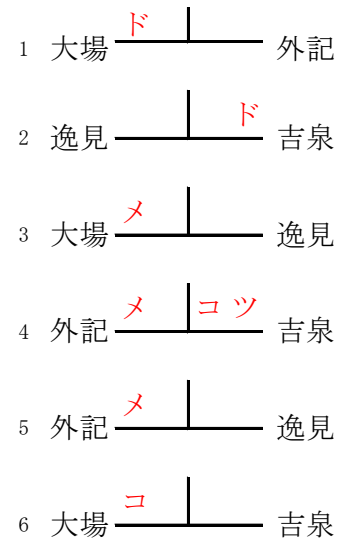 1 大場 ド 外記
2 逸見 ド 吉泉
3 大場 メ 逸見
4 外記 メ コ ツ 吉泉
5 外記 メ 逸見
6 大場 コ 吉泉